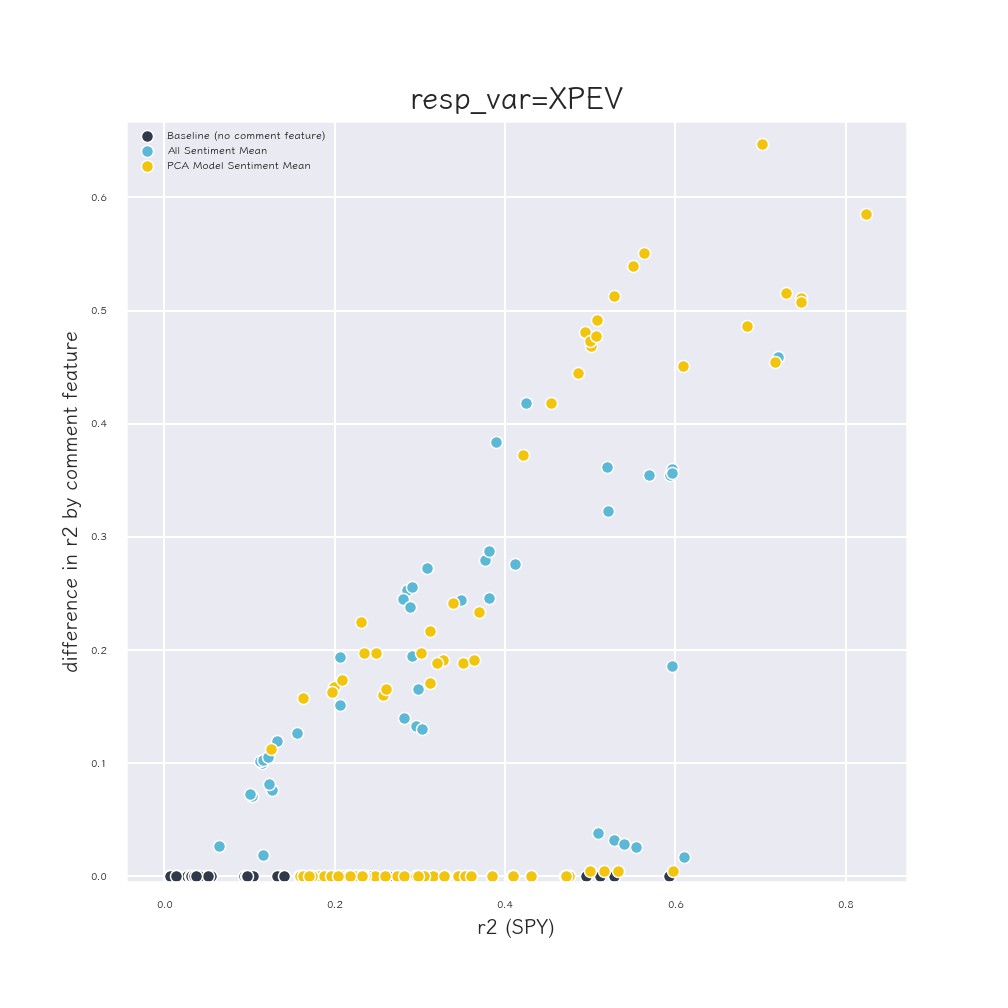 resp_var=XPEV
Baseline (no comment feature)
All Sentiment Mean
PCA Model Sentiment Mean
difference in r2 by comment feature
0.6
0.5
0.4
0.3
0.2
0.1
0.0
0.0 0.2 0.4 0.6 0.8
r2 (SPY)